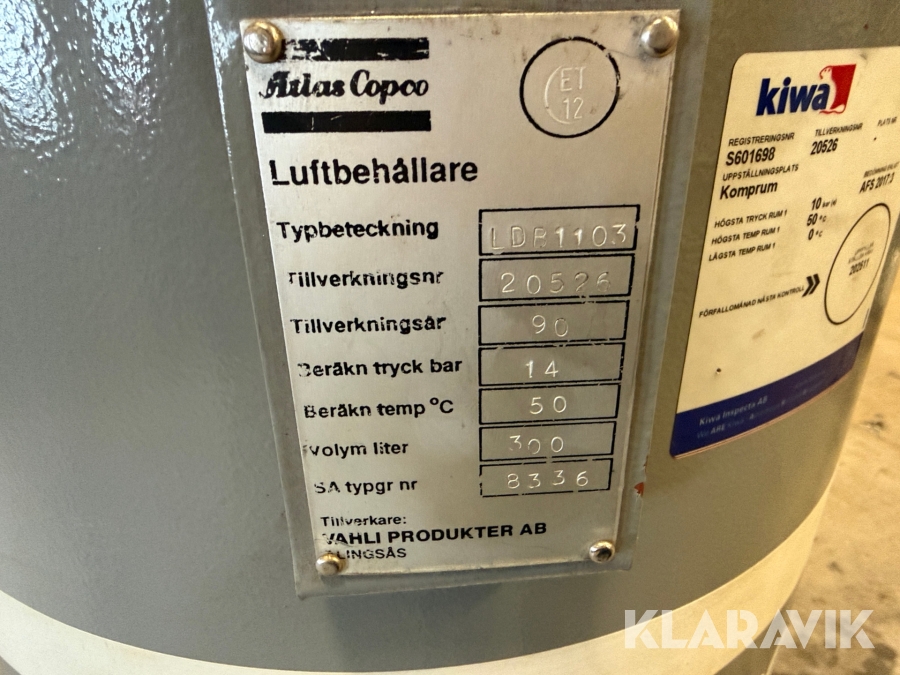 Atlas Copco
ET
12
Luftbehållare
Typbeteckning LDR1103
Tillverkningsnr 20526
Tillverkningsår 90
Beräkn tryck bar 14
Beräkn temp °C 50
volym liter 300
SA typgr nr 8336
Tillverkare:
VAHLI PRODUKTER AB
ALINGSÅS
kiwa
REGISTRERINGSNR TILLVERKNINGSNR
S601698 20526
UPPSTÄLLNINGSPLATS
Komprum AFS 2017:3
HÖGSTA TRYCK RUM 1 10 bar
HÖGSTA TEMP RUM 1 50 °C
LÄGSTA TEMP RUM 1 0 °C
FÖRFALLOMÅNAD NÄSTA KONTROLL
Kiwa Inspecta AB
KLARAVIK